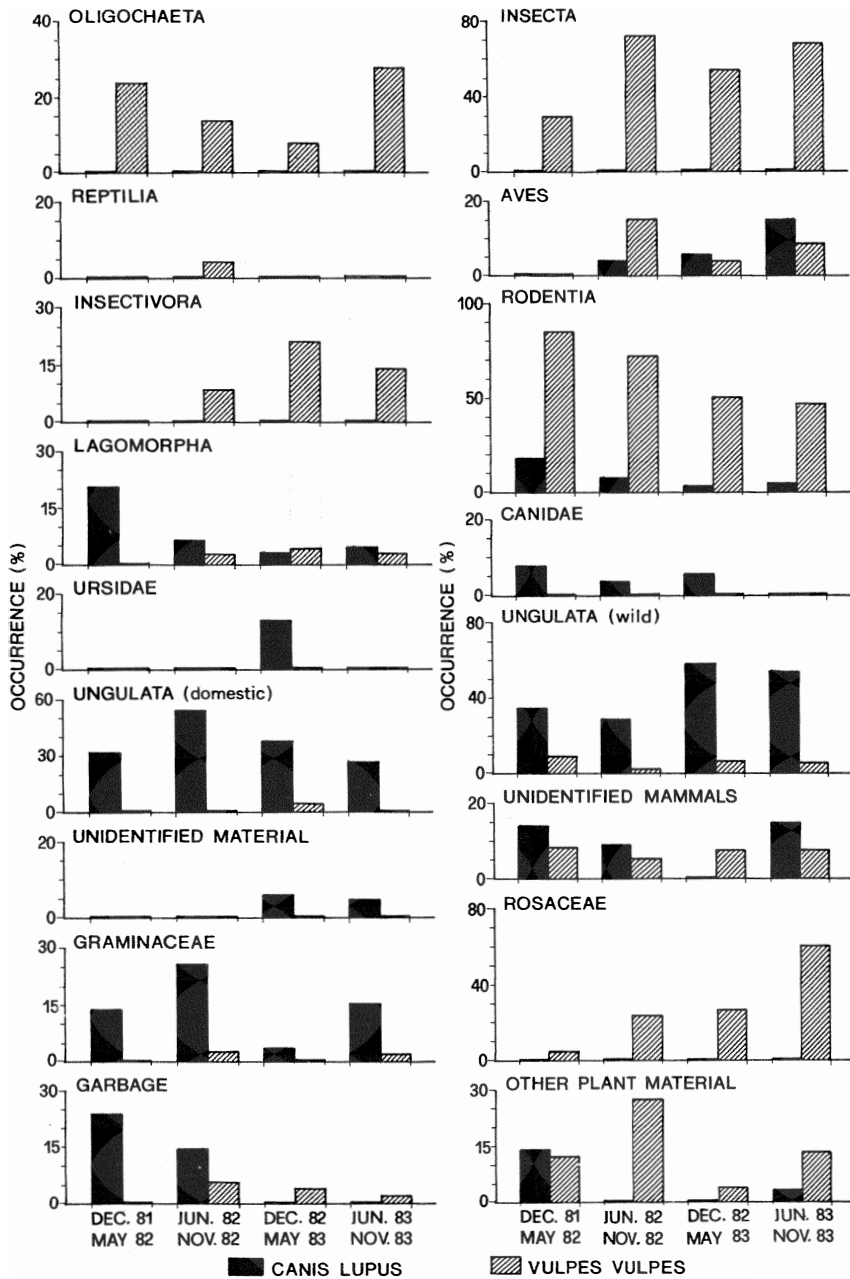 OLIGOCHAETA
40
20
0
REPTILIA
20
0
INSECTIVORA
30
15
0
LAGOMORPHA
30
15
0
URSIDAE
20
0
UNGULATA (domestic)
60
30
0
UNIDENTIFIED MATERIAL
20
0
GRAMINACEAE
30
15
0
GARBAGE
30
15
0
OCCURRENCE (%)
DEC. 81 JUN. 82 DEC. 82 JUN. 83
MAY 82 NOV. 82 MAY 83 NOV. 83
INSECTA
80
40
0
AVES
20
0
RODENTIA
100
50
0
CANIDAE
20
0
UNGULATA (wild)
80
40
0
UNIDENTIFIED MAMMALS
20
0
ROSACEAE
80
40
0
OTHER PLANT MATERIAL
30
15
0
OCCURRENCE (%)
DEC. 81 JUN. 82 DEC. 82 JUN. 83
MAY 82 NOV. 82 MAY 83 NOV. 83
CANIS LUPUS
VULPES VULPES